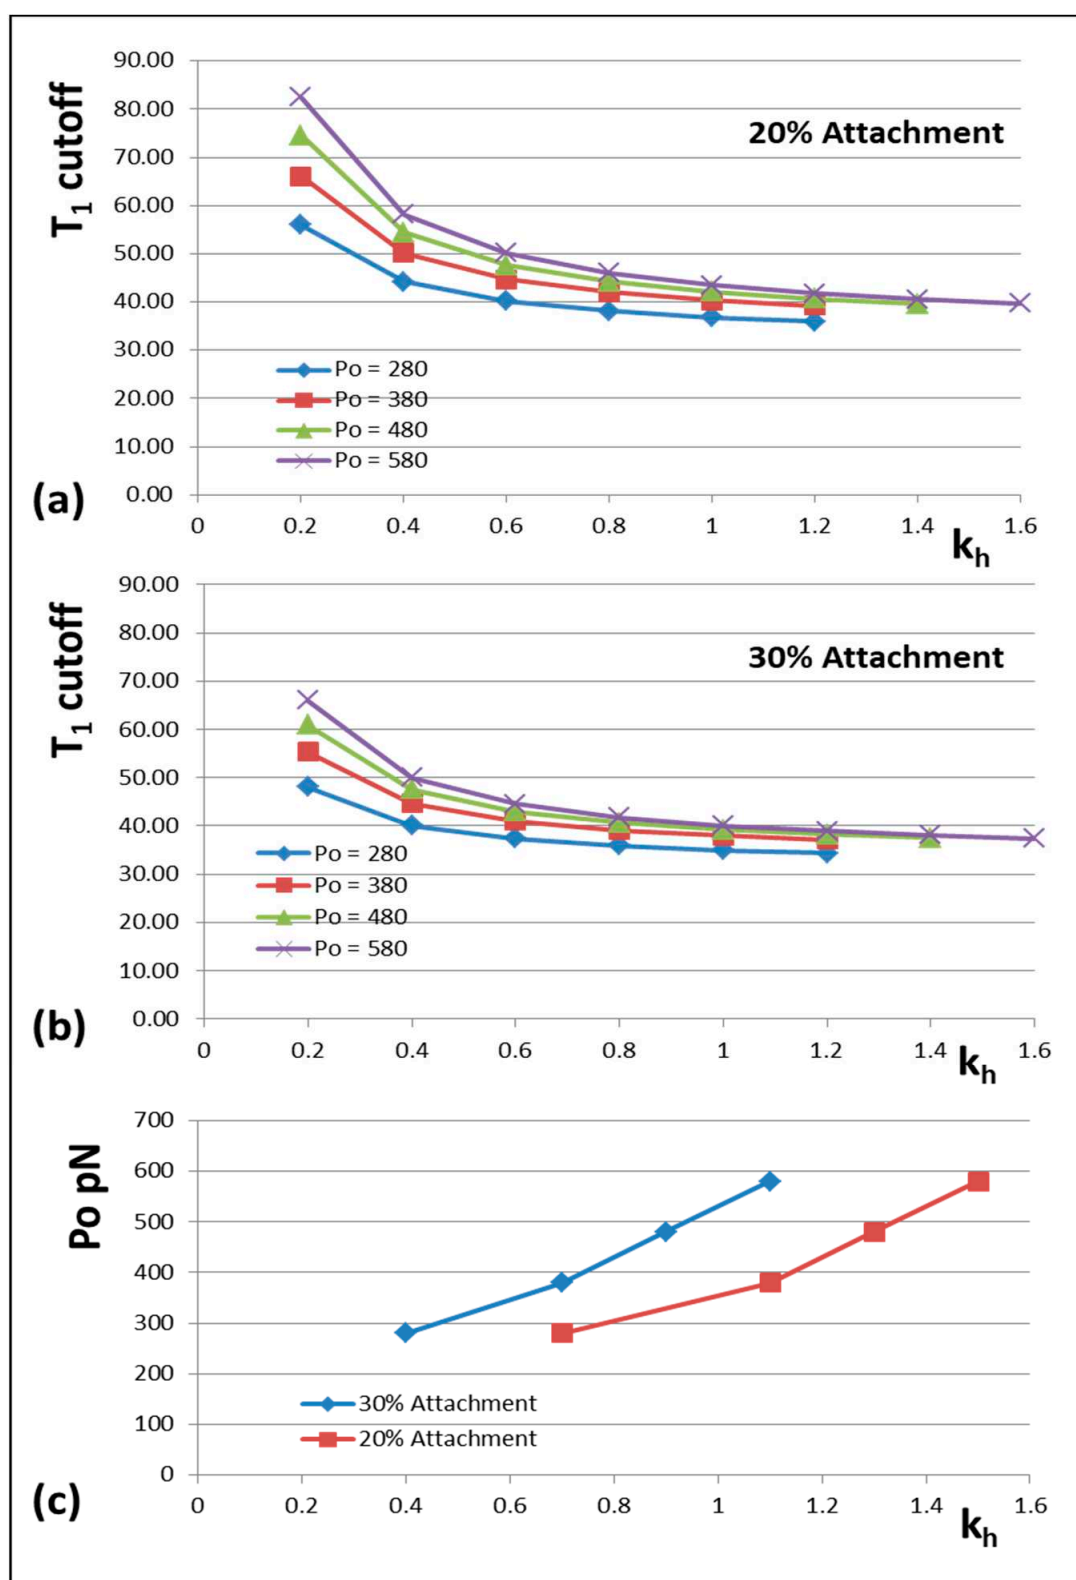 T1 cutoff
90.00
80.00
70.00
60.00
50.00
40.00
30.00
20.00
10.00
0.00
20% Attachment
Po = 280
Po = 380
Po = 480
Po = 580
(a)
0 0.2 0.4 0.6 0.8 1 1.2 1.4 1.6
kh
T1 cutoff
90.00
80.00
70.00
60.00
50.00
40.00
30.00
20.00
10.00
0.00
30% Attachment
Po = 280
Po = 380
Po = 480
Po = 580
(b)
0 0.2 0.4 0.6 0.8 1 1.2 1.4 1.6
kh
Po pN
700
600
500
400
300
200
100
0
30% Attachment
20% Attachment
(c)
0 0.2 0.4 0.6 0.8 1 1.2 1.4 1.6
kh